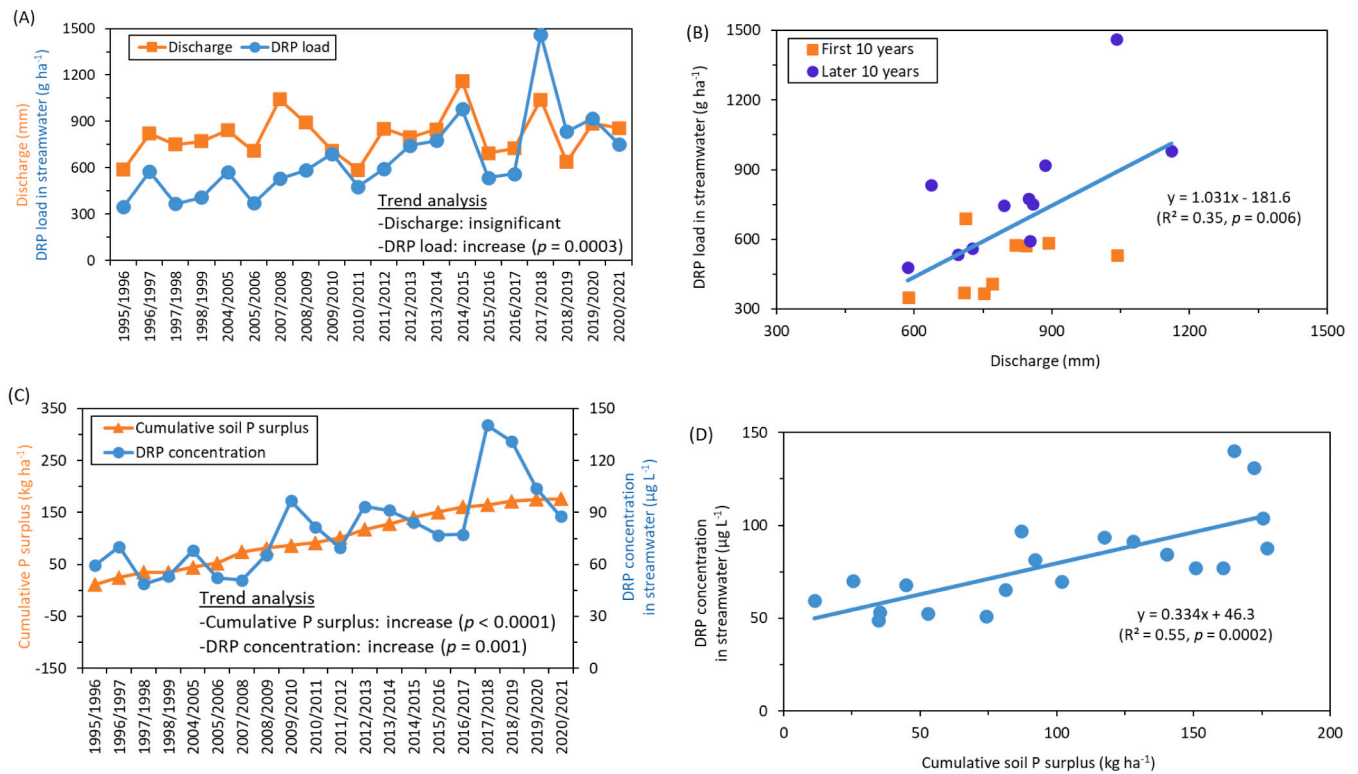 (A)
Discharge (mm)
DRP load in streamwater (g ha⁻¹)
1500
1200
900
600
300
0
Discharge
DRP load
Trend analysis
-Discharge: insignificant
-DRP load: increase (p = 0.0003)
1995/1996
1996/1997
1997/1998
1998/1999
2004/2005
2005/2006
2007/2008
2008/2009
2009/2010
2010/2011
2011/2012
2012/2013
2013/2014
2014/2015
2015/2016
2016/2017
2017/2018
2018/2019
2019/2020
2020/2021
(B)
DRP load in streamwater (g ha⁻¹)
1500
1200
900
600
300
First 10 years
Later 10 years
y = 1.031x - 181.6
(R² = 0.35, p = 0.006)
300
600
900
1200
1500
Discharge (mm)
(C)
Cumulative P surplus (kg ha⁻¹)
350
250
150
50
-50
-150
Cumulative soil P surplus
DRP concentration
Trend analysis
-Cumulative P surplus: increase (p < 0.0001)
-DRP concentration: increase (p = 0.001)
150
120
90
60
30
0
DRP concentration
in streamwater (µg L⁻¹)
1995/1996
1996/1997
1997/1998
1998/1999
2004/2005
2005/2006
2007/2008
2008/2009
2009/2010
2010/2011
2011/2012
2012/2013
2013/2014
2014/2015
2015/2016
2016/2017
2017/2018
2018/2019
2019/2020
2020/2021
(D)
DRP concentration
in streamwater (µg L⁻¹)
150
100
50
0
y = 0.334x + 46.3
(R² = 0.55, p = 0.0002)
0
50
100
150
200
Cumulative soil P surplus (kg ha⁻¹)